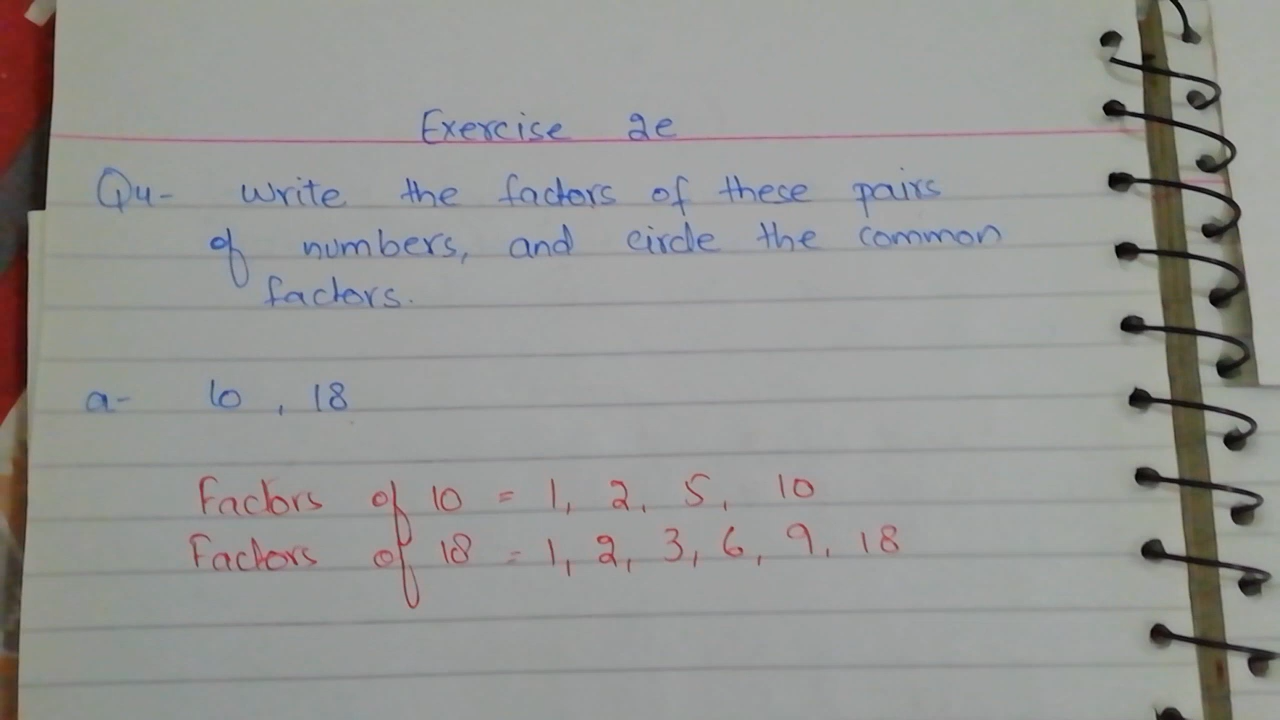 Exercise 2e
Q4- Write the factors of these pairs
of numbers, and circle the common
factors.
a- 10 , 18
Factors of 10 = 1, 2, 5, 10
Factors of 18 = 1, 2, 3, 6, 9, 18